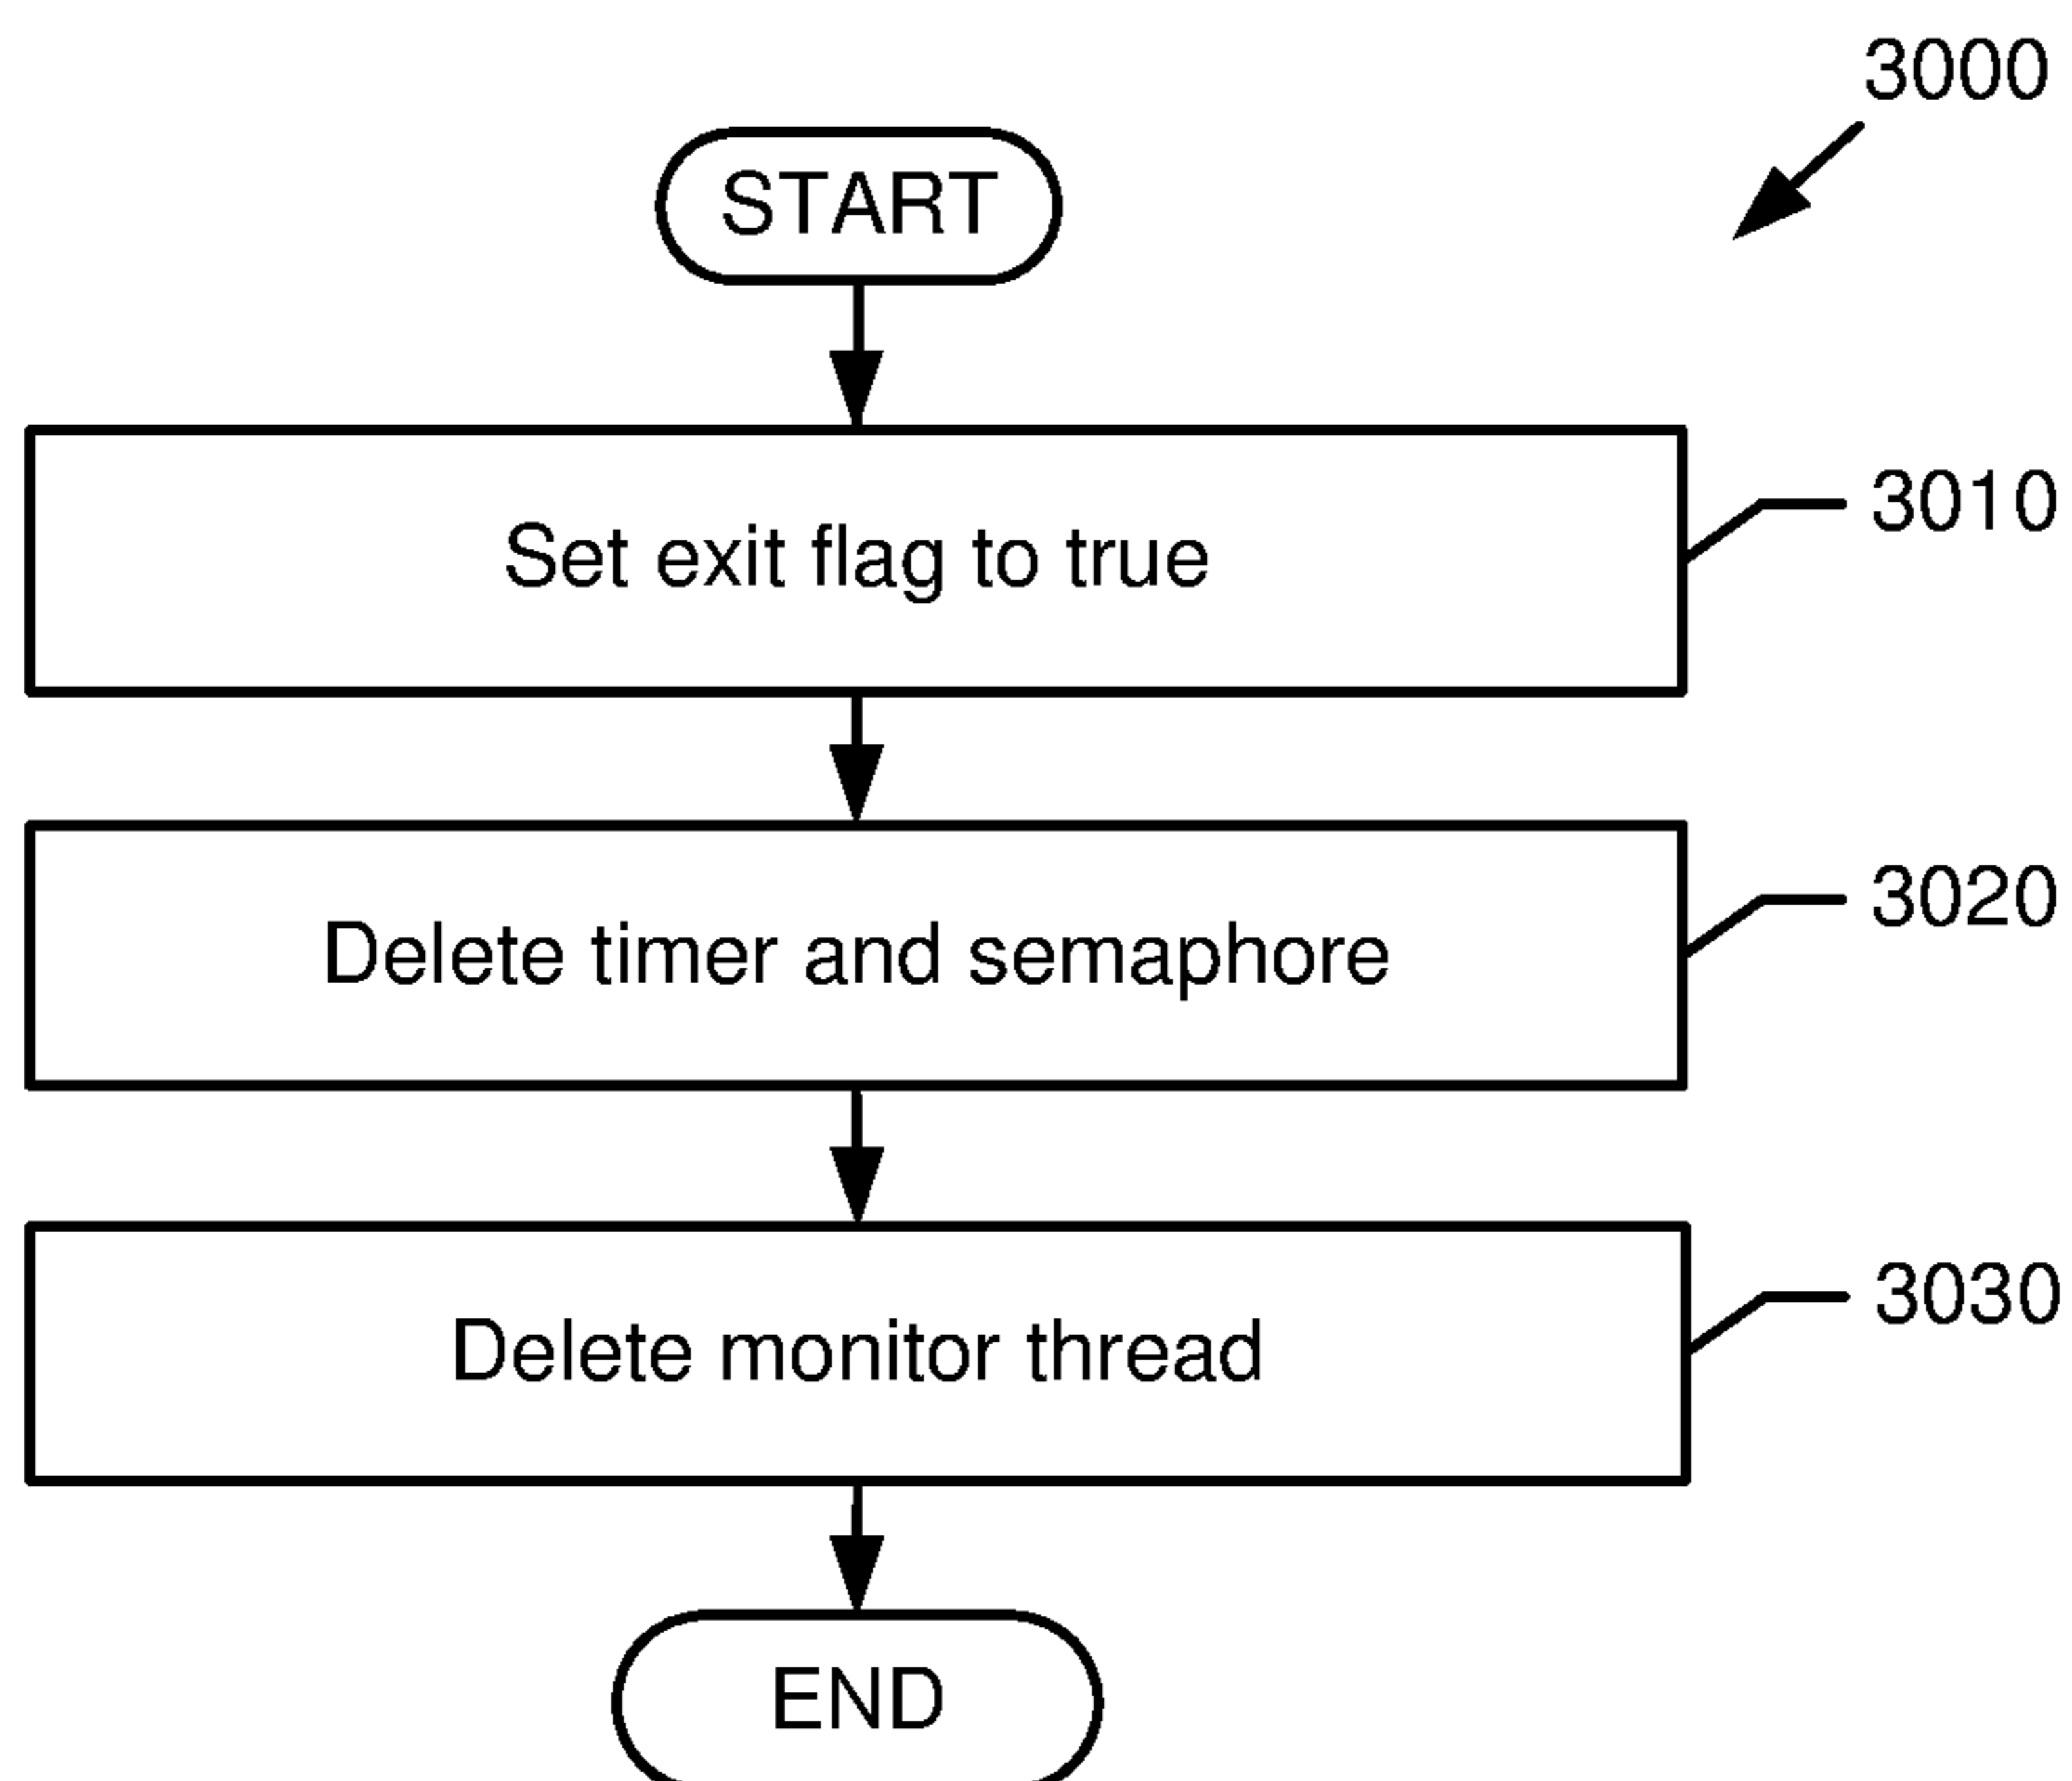 3000
START
Set exit flag to true
3010
Delete timer and semaphore
3020
Delete monitor thread
3030
END